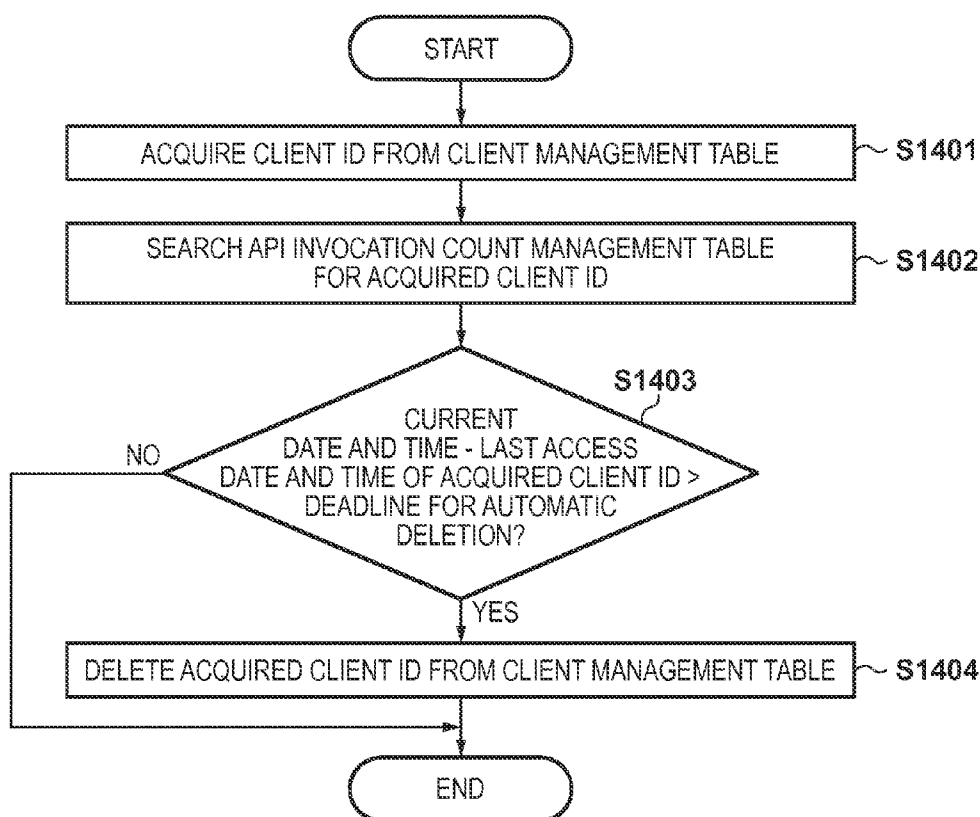 START
ACQUIRE CLIENT ID FROM CLIENT MANAGEMENT TABLE
S1401
SEARCH API INVOCATION COUNT MANAGEMENT TABLE
FOR ACQUIRED CLIENT ID
S1402
S1403
CURRENT
DATE AND TIME - LAST ACCESS
DATE AND TIME OF ACQUIRED CLIENT ID >
DEADLINE FOR AUTOMATIC
DELETION?
NO
YES
DELETE ACQUIRED CLIENT ID FROM CLIENT MANAGEMENT TABLE
S1404
END